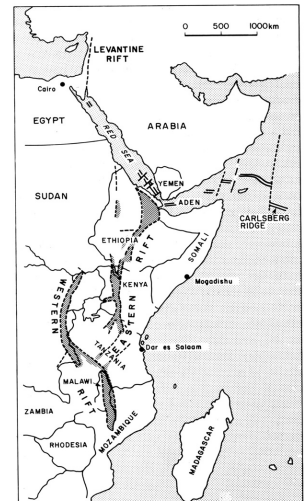 0 500 1000km
LEVANTINE
RIFT
Cairo
EGYPT
RED SEA
ARABIA
SUDAN
YEMEN
ADEN
CARLSBERG
RIDGE
ETHIOPIA
RIFT
SOMALI
WESTERN
KENYA
Mogadishu
EASTERN
TANZANIA
Dar es Salaam
MALAWI
RIFT
ZAMBIA
MOZAMBIQUE
RHODESIA
MADAGASCAR